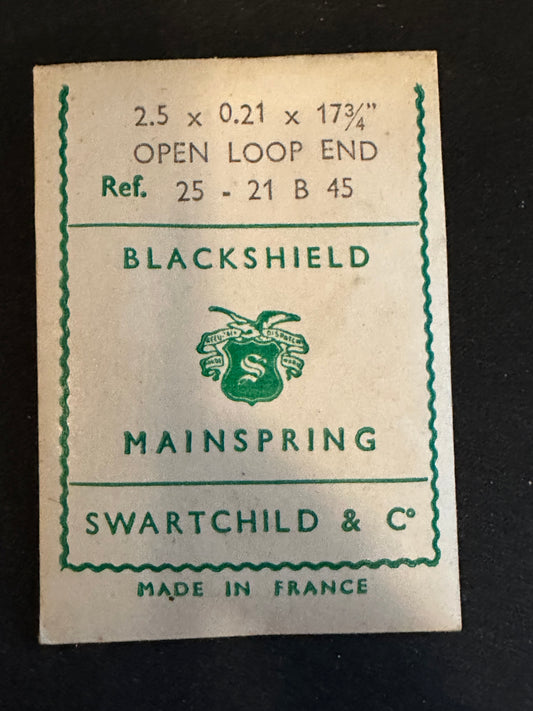 2.5 x 0.21 x 17¾"
OPEN LOOP END
Ref. 25 - 21 B 45
BLACKSHIELD
S
MAINSPRING
SWARTCHILD & Cº
MADE IN FRANCE